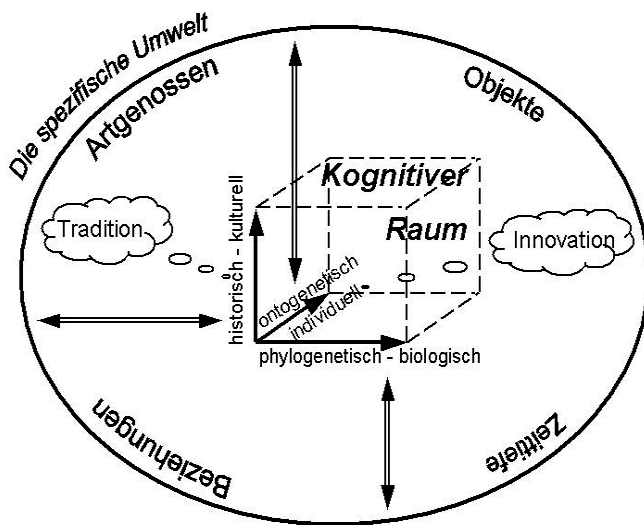 Die spezifische Umwelt
Artgenossen
Objekte
Kognitiver
Raum
Tradition
Innovation
historisch - kulturell
ontogenetisch
individuell
phylogenetisch - biologisch
Beziehungen
Zeittiefe